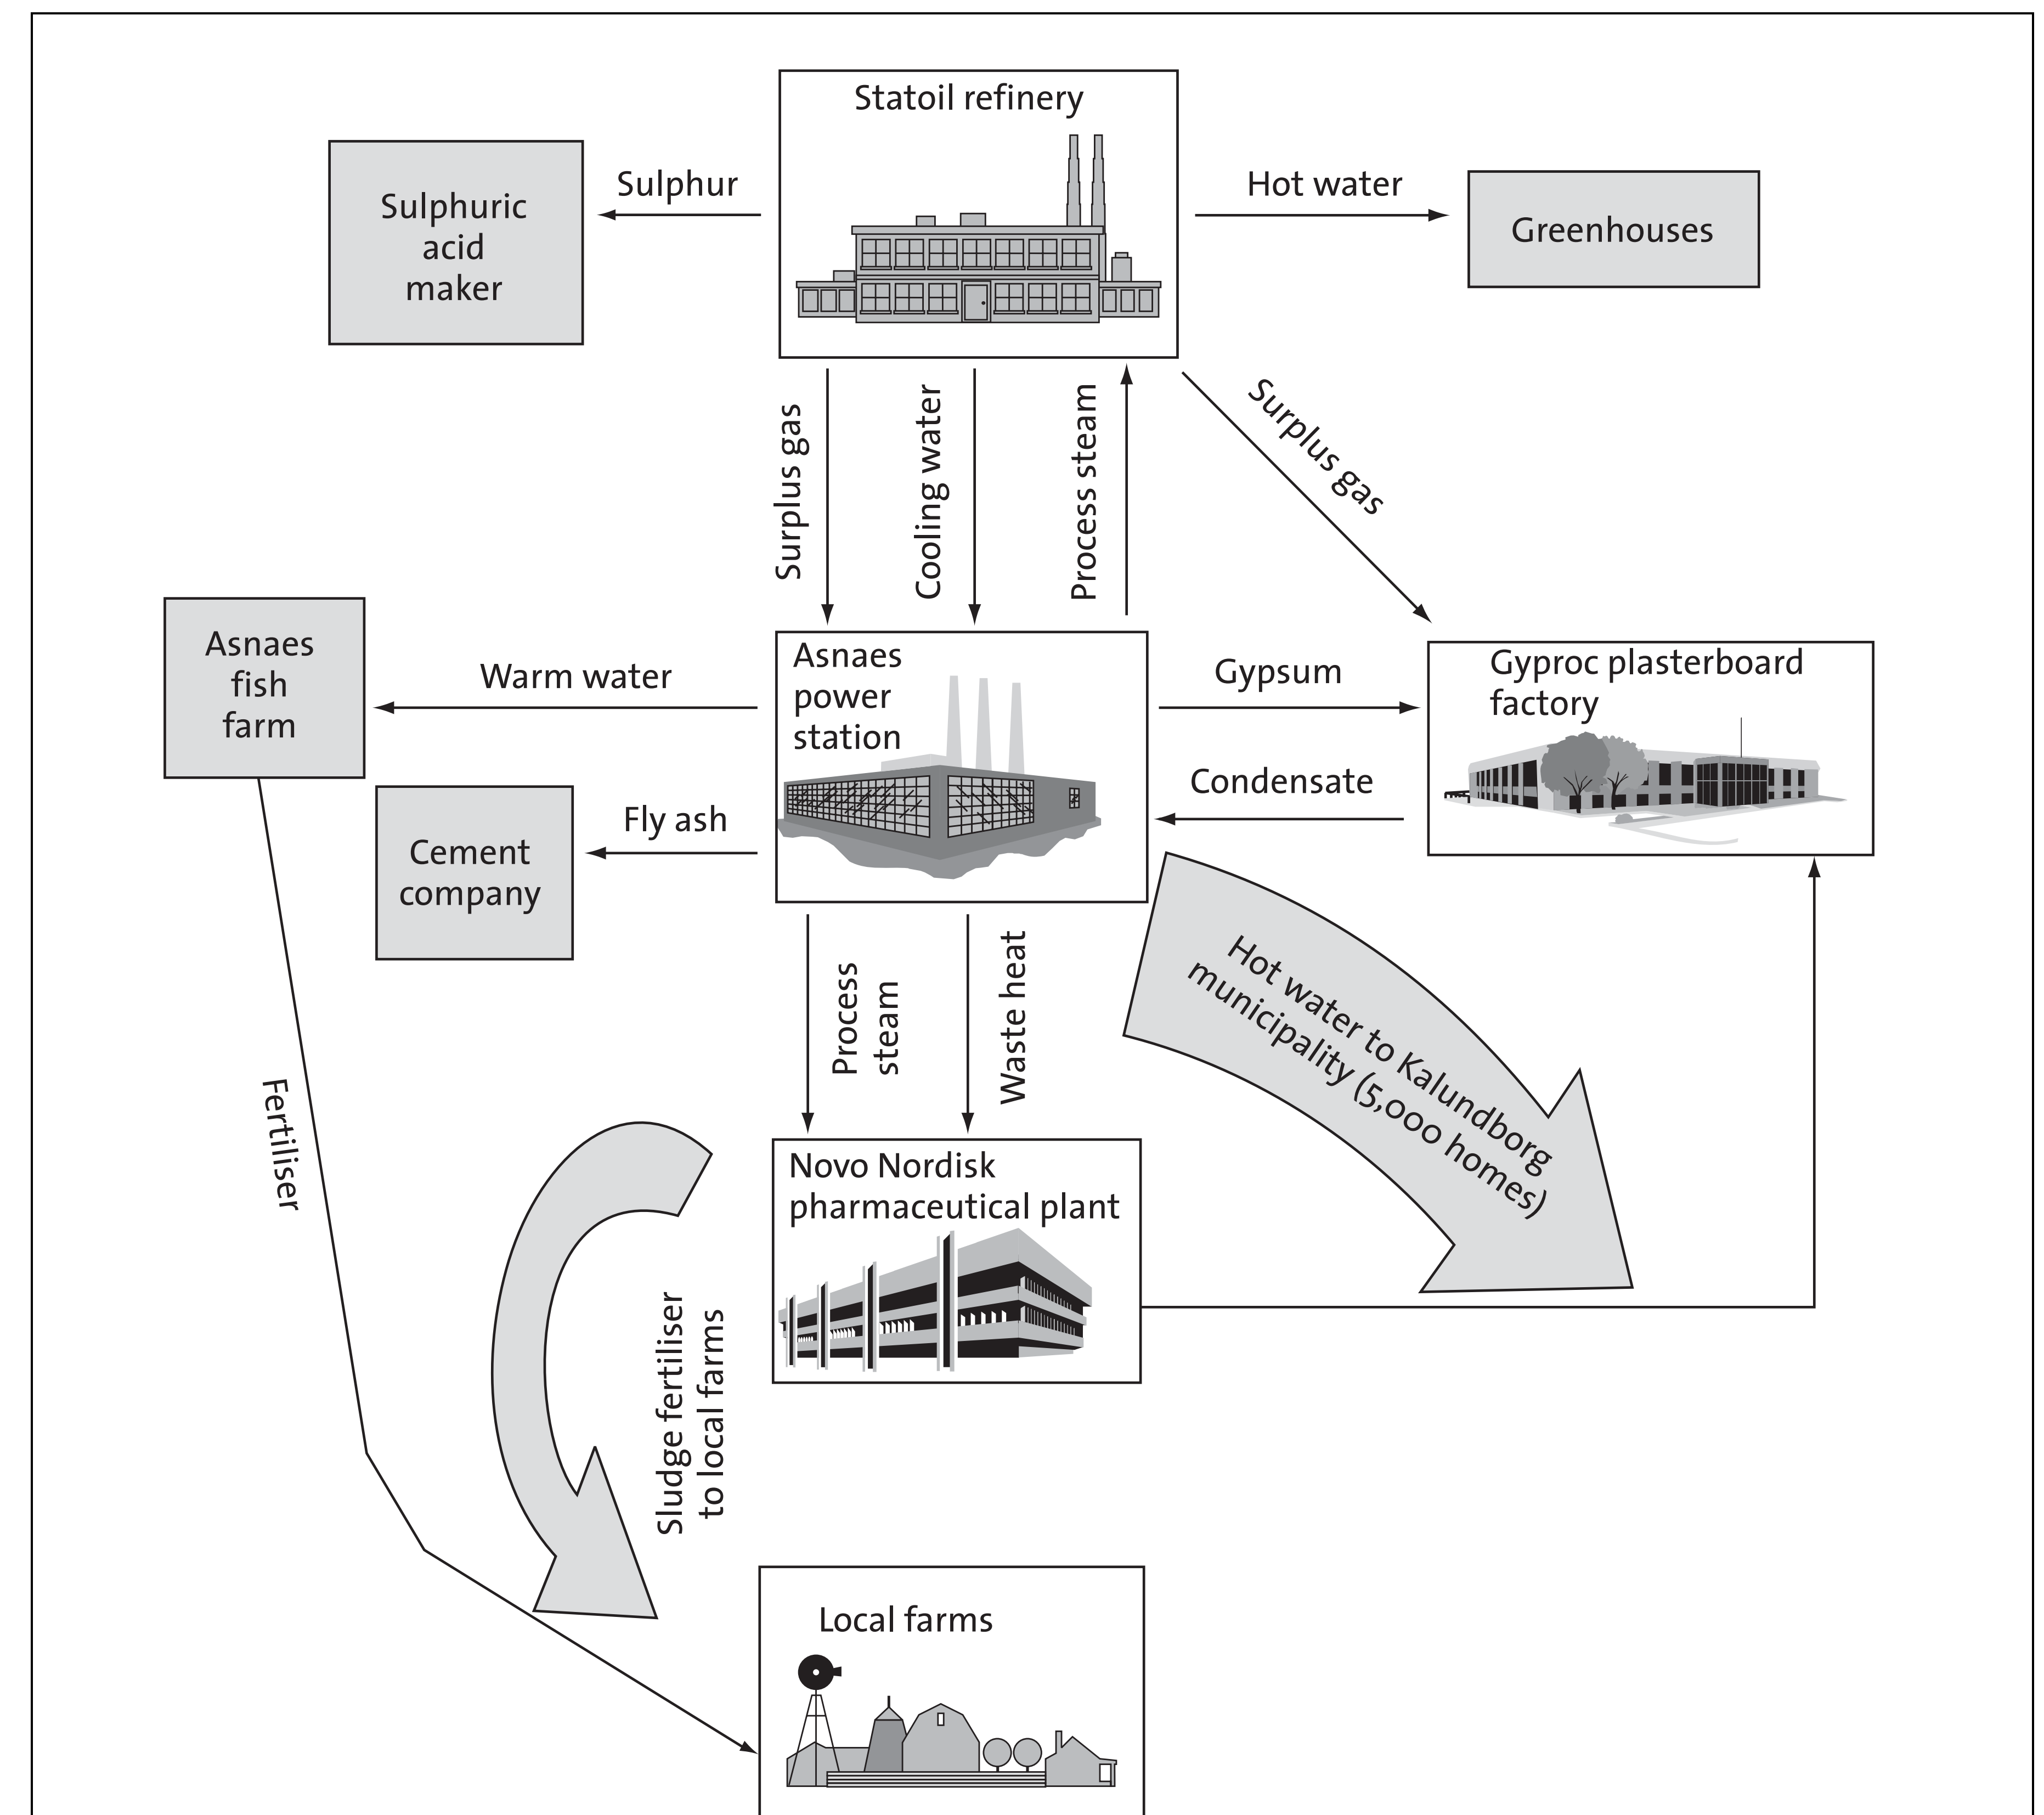 Statoil refinery
Sulphuric
acid
maker
Sulphur
Hot water
Greenhouses
Surplus gas
Cooling water
Process steam
Surplus gas
Asnaes
fish
farm
Warm water
Asnaes
power
station
Gypsum
Gyproc plasterboard
factory
Condensate
Fly ash
Cement
company
Process
steam
Waste heat
Hot water to Kalundborg
municipality (5,000 homes)
Fertiliser
Novo Nordisk
pharmaceutical plant
Sludge fertiliser
to local farms
Local farms